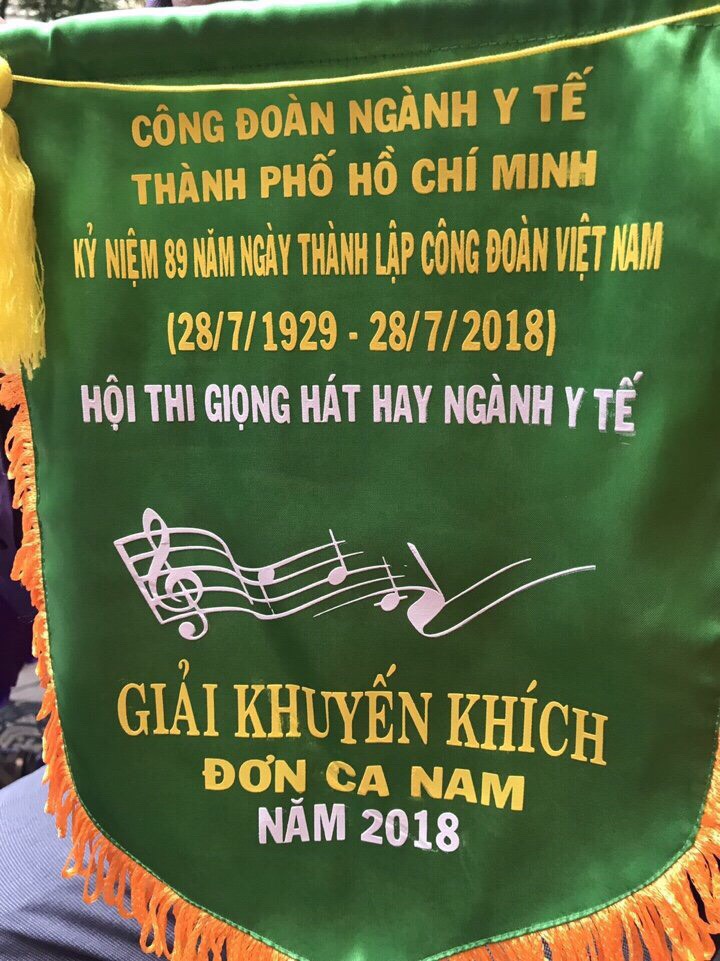 CÔNG ĐOÀN NGÀNH Y TẾ
THÀNH PHỐ HỒ CHÍ MINH
KỶ NIỆM 89 NĂM NGÀY THÀNH LẬP CÔNG ĐOÀN VIỆT NAM
(28/7/1929 - 28/7/2018)
HỘI THI GIỌNG HÁT HAY NGÀNH Y TẾ
GIẢI KHUYẾN KHÍCH
ĐƠN CA NAM
NĂM 2018